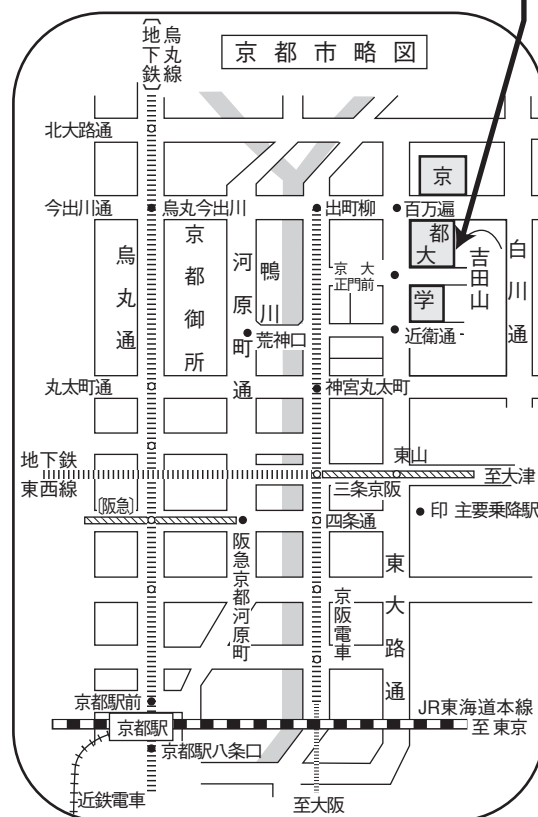 地下鉄
烏丸線
京都市略図
北大路通
今出川通
烏丸今出川
出町柳
百万遍
京
都
大
学
烏丸通
京都御所
河原町通
鴨川
京大
正門前
吉田山
白川通
荒神口
近衛通
丸太町通
神宮丸太町
地下鉄
東西線
東山
至大津
三条京阪
〔阪急〕
四条通
●印 主要乗降駅
阪急京都河原町
京阪電車
東大路通
京都駅前
JR東海道本線
至 東京
京都駅
京都駅八条口
近鉄電車
至大阪